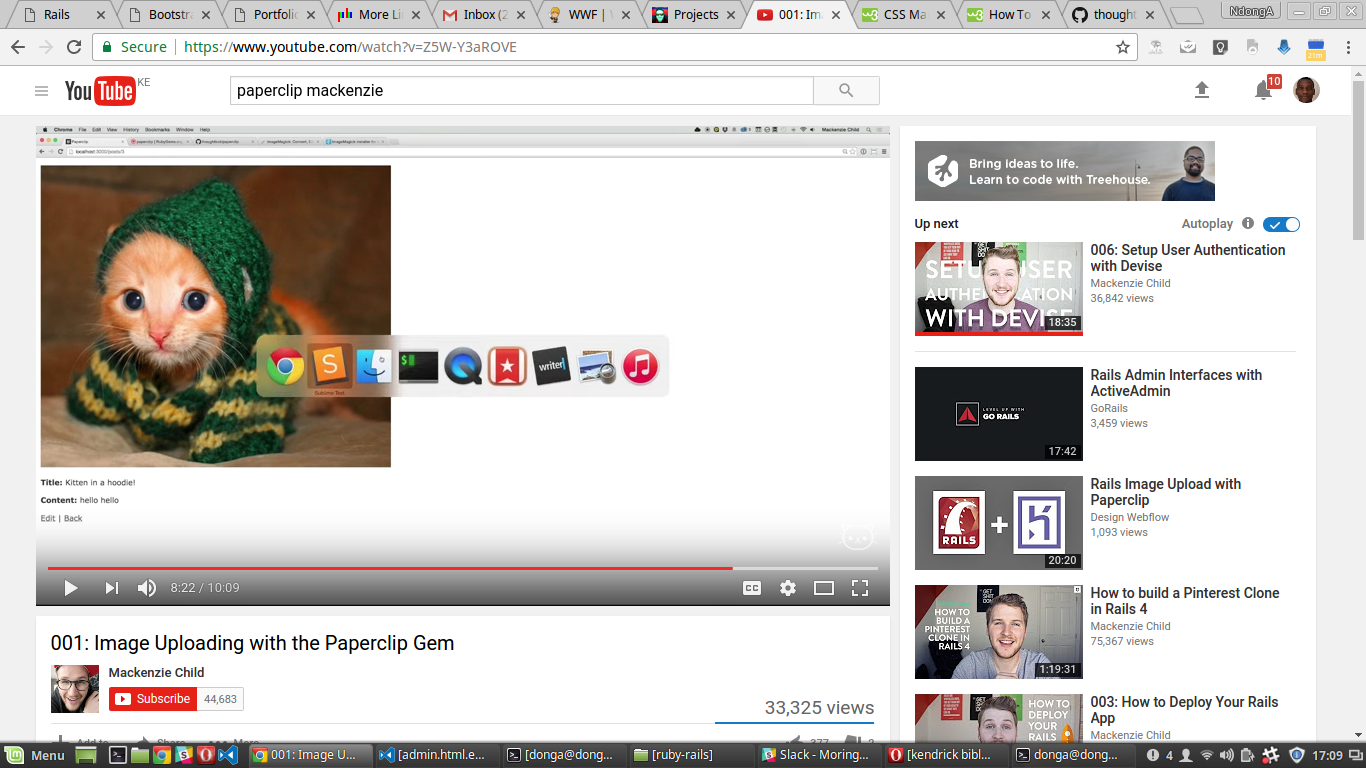 Rails
Bootstr
Portfoli
More Li
Inbox (2
WWF | \
Projects
001: Im
CSS Ma
How To
thought
NdongA
Secure
https://www.youtube.com/watch?v=Z5W-Y3aROVE
21m
YouTube KE
paperclip mackenzie
10
Chrome File Edit View History Bookmarks Window Help
Mackenzie Child
Paperclip
localhost:3000/posts/3
Sublime Text
writer
Title: Kitten in a hoodie!
Content: hello hello
Edit | Back
8:22 / 10:09
CC
001: Image Uploading with the Paperclip Gem
Mackenzie Child
Subscribe 44,683
33,325 views
Add to
Share
More
377
2
Bring ideas to life.
Learn to code with Treehouse.
Up next
Autoplay
SETUP USER
AUTHENTICATION
WITH DEVISE
18:35
006: Setup User Authentication
with Devise
Mackenzie Child
36,842 views
LEVEL UP WITH
GO RAILS
17:42
Rails Admin Interfaces with
ActiveAdmin
GoRails
3,459 views
RAILS
+
20:20
Rails Image Upload with
Paperclip
Design Webflow
1,093 views
HOW TO
BUILD A
PINTEREST
CLONE IN
RAILS 4
1:19:31
How to build a Pinterest Clone
in Rails 4
Mackenzie Child
75,367 views
HOW TO
DEPLOY
YOUR
003: How to Deploy Your Rails
App
Mackenzie Child
Menu
001: Image U...
[admin.html.e...
[donga@dong...
[ruby-rails]
Slack - Moring...
[kendrick bibl...
donga@dong...
4
17:09